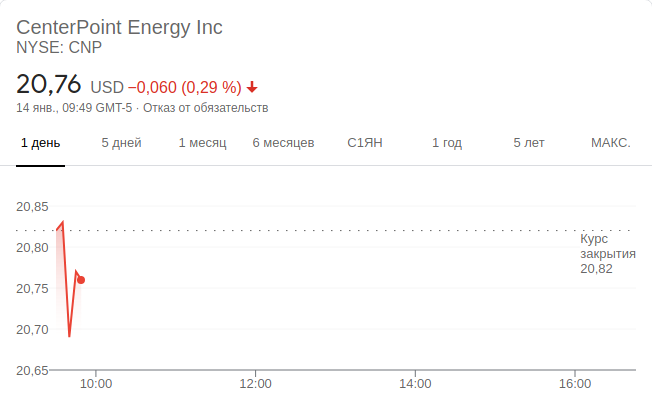 CenterPoint Energy Inc
NYSE: CNP
20,76 USD −0,060 (0,29 %)
14 янв., 09:49 GMT-5 · Отказ от обязательств
1 день 5 дней 1 месяц 6 месяцев С1ЯН 1 год 5 лет МАКС.
20,85
20,80
20,75
20,70
20,65
Курс
закрытия
20,82
10:00 12:00 14:00 16:00